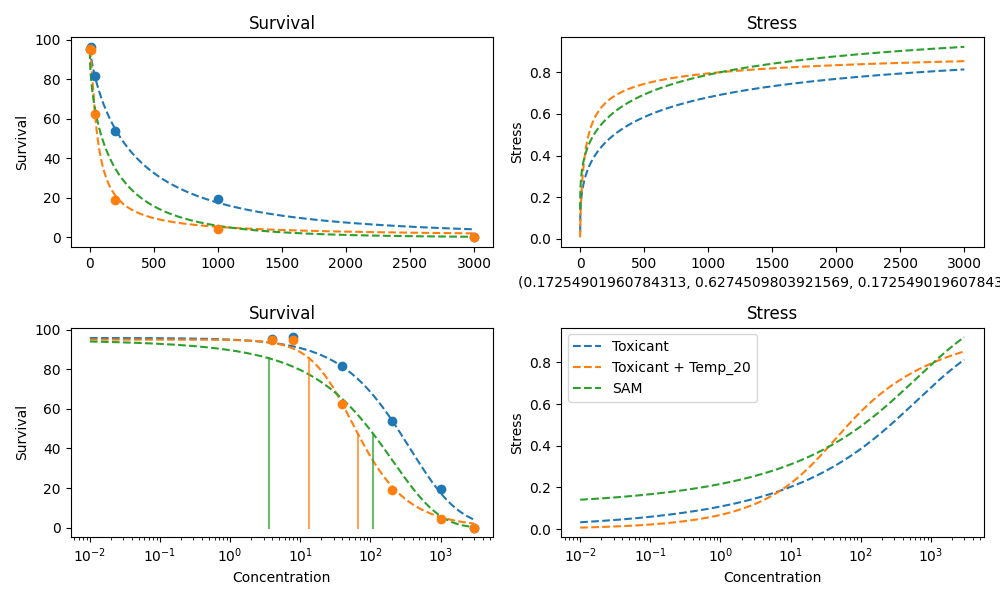 Survival
Stress
Survival
100
80
60
40
20
0
0 500 1000 1500 2000 2500 3000
Stress
0.8
0.6
0.4
0.2
0.0
0 500 1000 1500 2000 2500 3000
(0.17254901960784313, 0.6274509803921569, 0.172549019607843
Survival
Stress
Survival
100
80
60
40
20
0
10⁻² 10⁻¹ 10⁰ 10¹ 10² 10³
Concentration
Stress
0.8
0.6
0.4
0.2
0.0
Toxicant
Toxicant + Temp_20
SAM
10⁻² 10⁻¹ 10⁰ 10¹ 10² 10³
Concentration